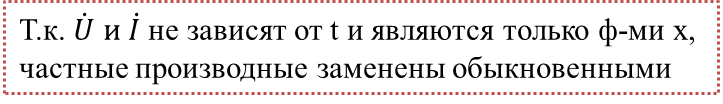 Т.к. U̇ и İ не зависят от t и являются только ф-ми x,
частные производные заменены обыкновенными